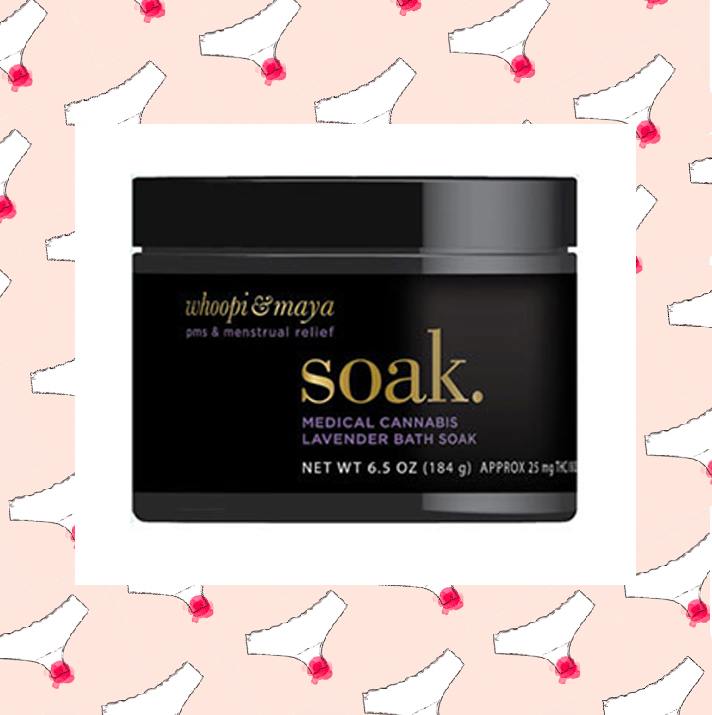 whoopi & maya
pms & menstrual relief
soak.
MEDICAL CANNABIS
LAVENDER BATH SOAK
NET WT 6.5 OZ (184 g) APPROX 25 mg THC